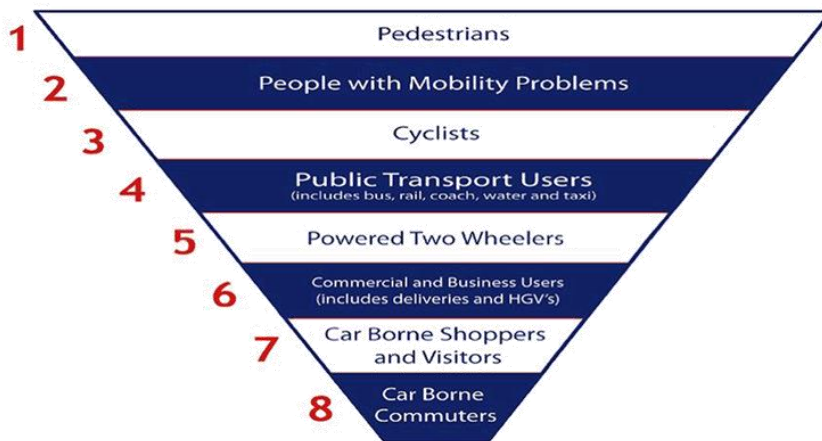 1 Pedestrians
2 People with Mobility Problems
3 Cyclists
4 Public Transport Users
(includes bus, rail, coach, water and taxi)
5 Powered Two Wheelers
6 Commercial and Business Users
(includes deliveries and HGV's)
7 Car Borne Shoppers
and Visitors
8 Car Borne
Commuters